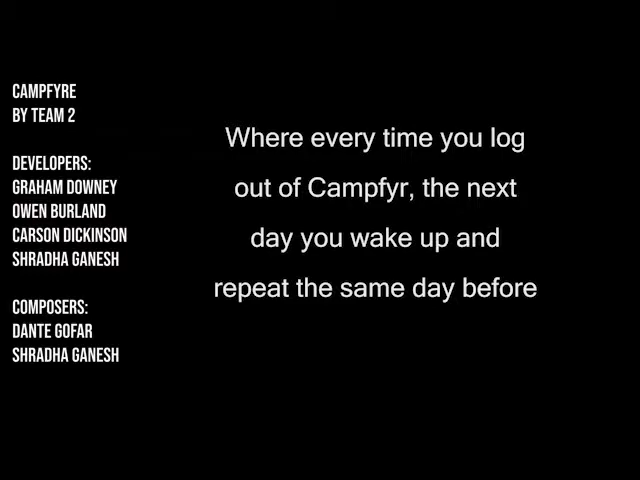 CAMPFYRE
BY TEAM 2
DEVELOPERS:
GRAHAM DOWNEY
OWEN BURLAND
CARSON DICKINSON
SHRADHA GANESH
COMPOSERS:
DANTE GOFAR
SHRADHA GANESH
Where every time you log
out of Campfyr, the next
day you wake up and
repeat the same day before